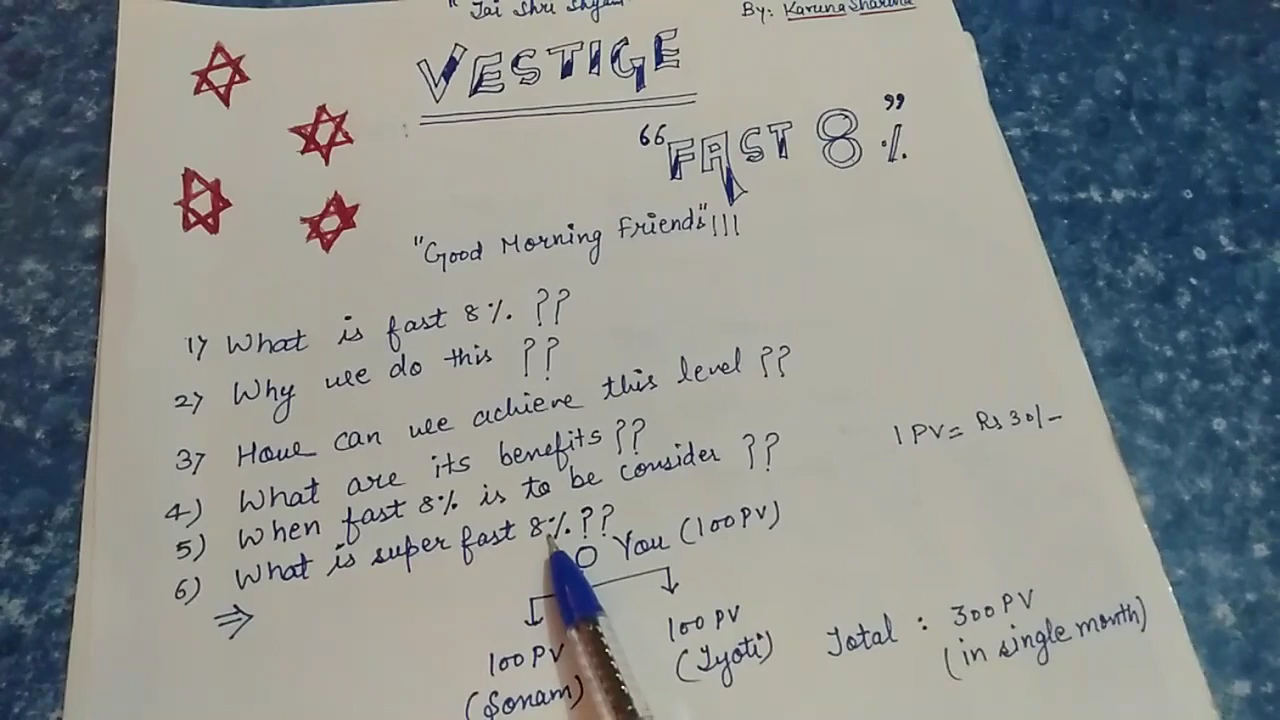 "Jai Shri Shyam"
By: Karuna Sharma
VESTIGE
"FAST 8%"
"Good Morning Friends"!!!
1) What is fast 8%. ??
2) Why we do this ??
3) How can we achieve this level ??
4) What are its benefits ??
5) When fast 8% is to be consider ??
6) What is super fast 8%. ??
1 PV = Rs 30/-
⇒ You (100 PV)
100 PV
(Sonam)
100 PV
(Jyoti)
Total : 300 PV
(in single month)